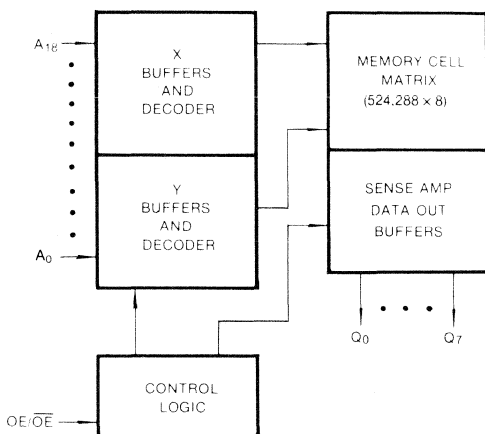 A18
X
BUFFERS
AND
DECODER
MEMORY CELL
MATRIX
(524,288 × 8)
Y
BUFFERS
AND
DECODER
SENSE AMP
DATA OUT
BUFFERS
A0
Q0
Q7
CONTROL
LOGIC
OE/O̅E̅